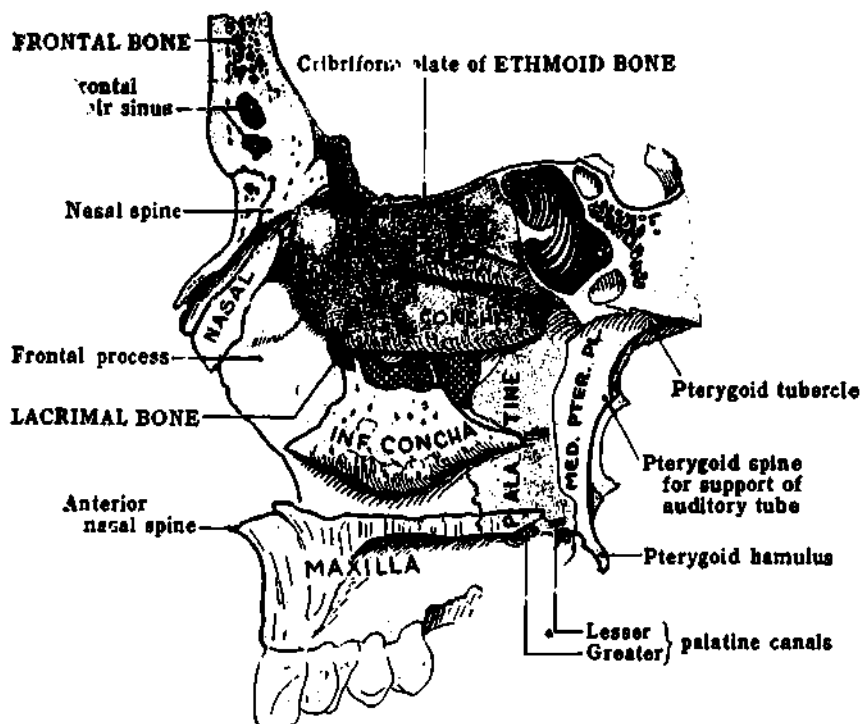 FRONTAL BONE
Cribriform plate of ETHMOID BONE
rontal
air sinus
Nasal spine
NASAL
CONCHA
Frontal process
LACRIMAL BONE
INF. CONCHA
PALATINE
MED. PTER. PL.
Pterygoid tubercle
Pterygoid spine
for support of
auditory tube
Anterior
nasal spine
MAXILLA
Pterygoid hamulus
Lesser
Greater
palatine canals